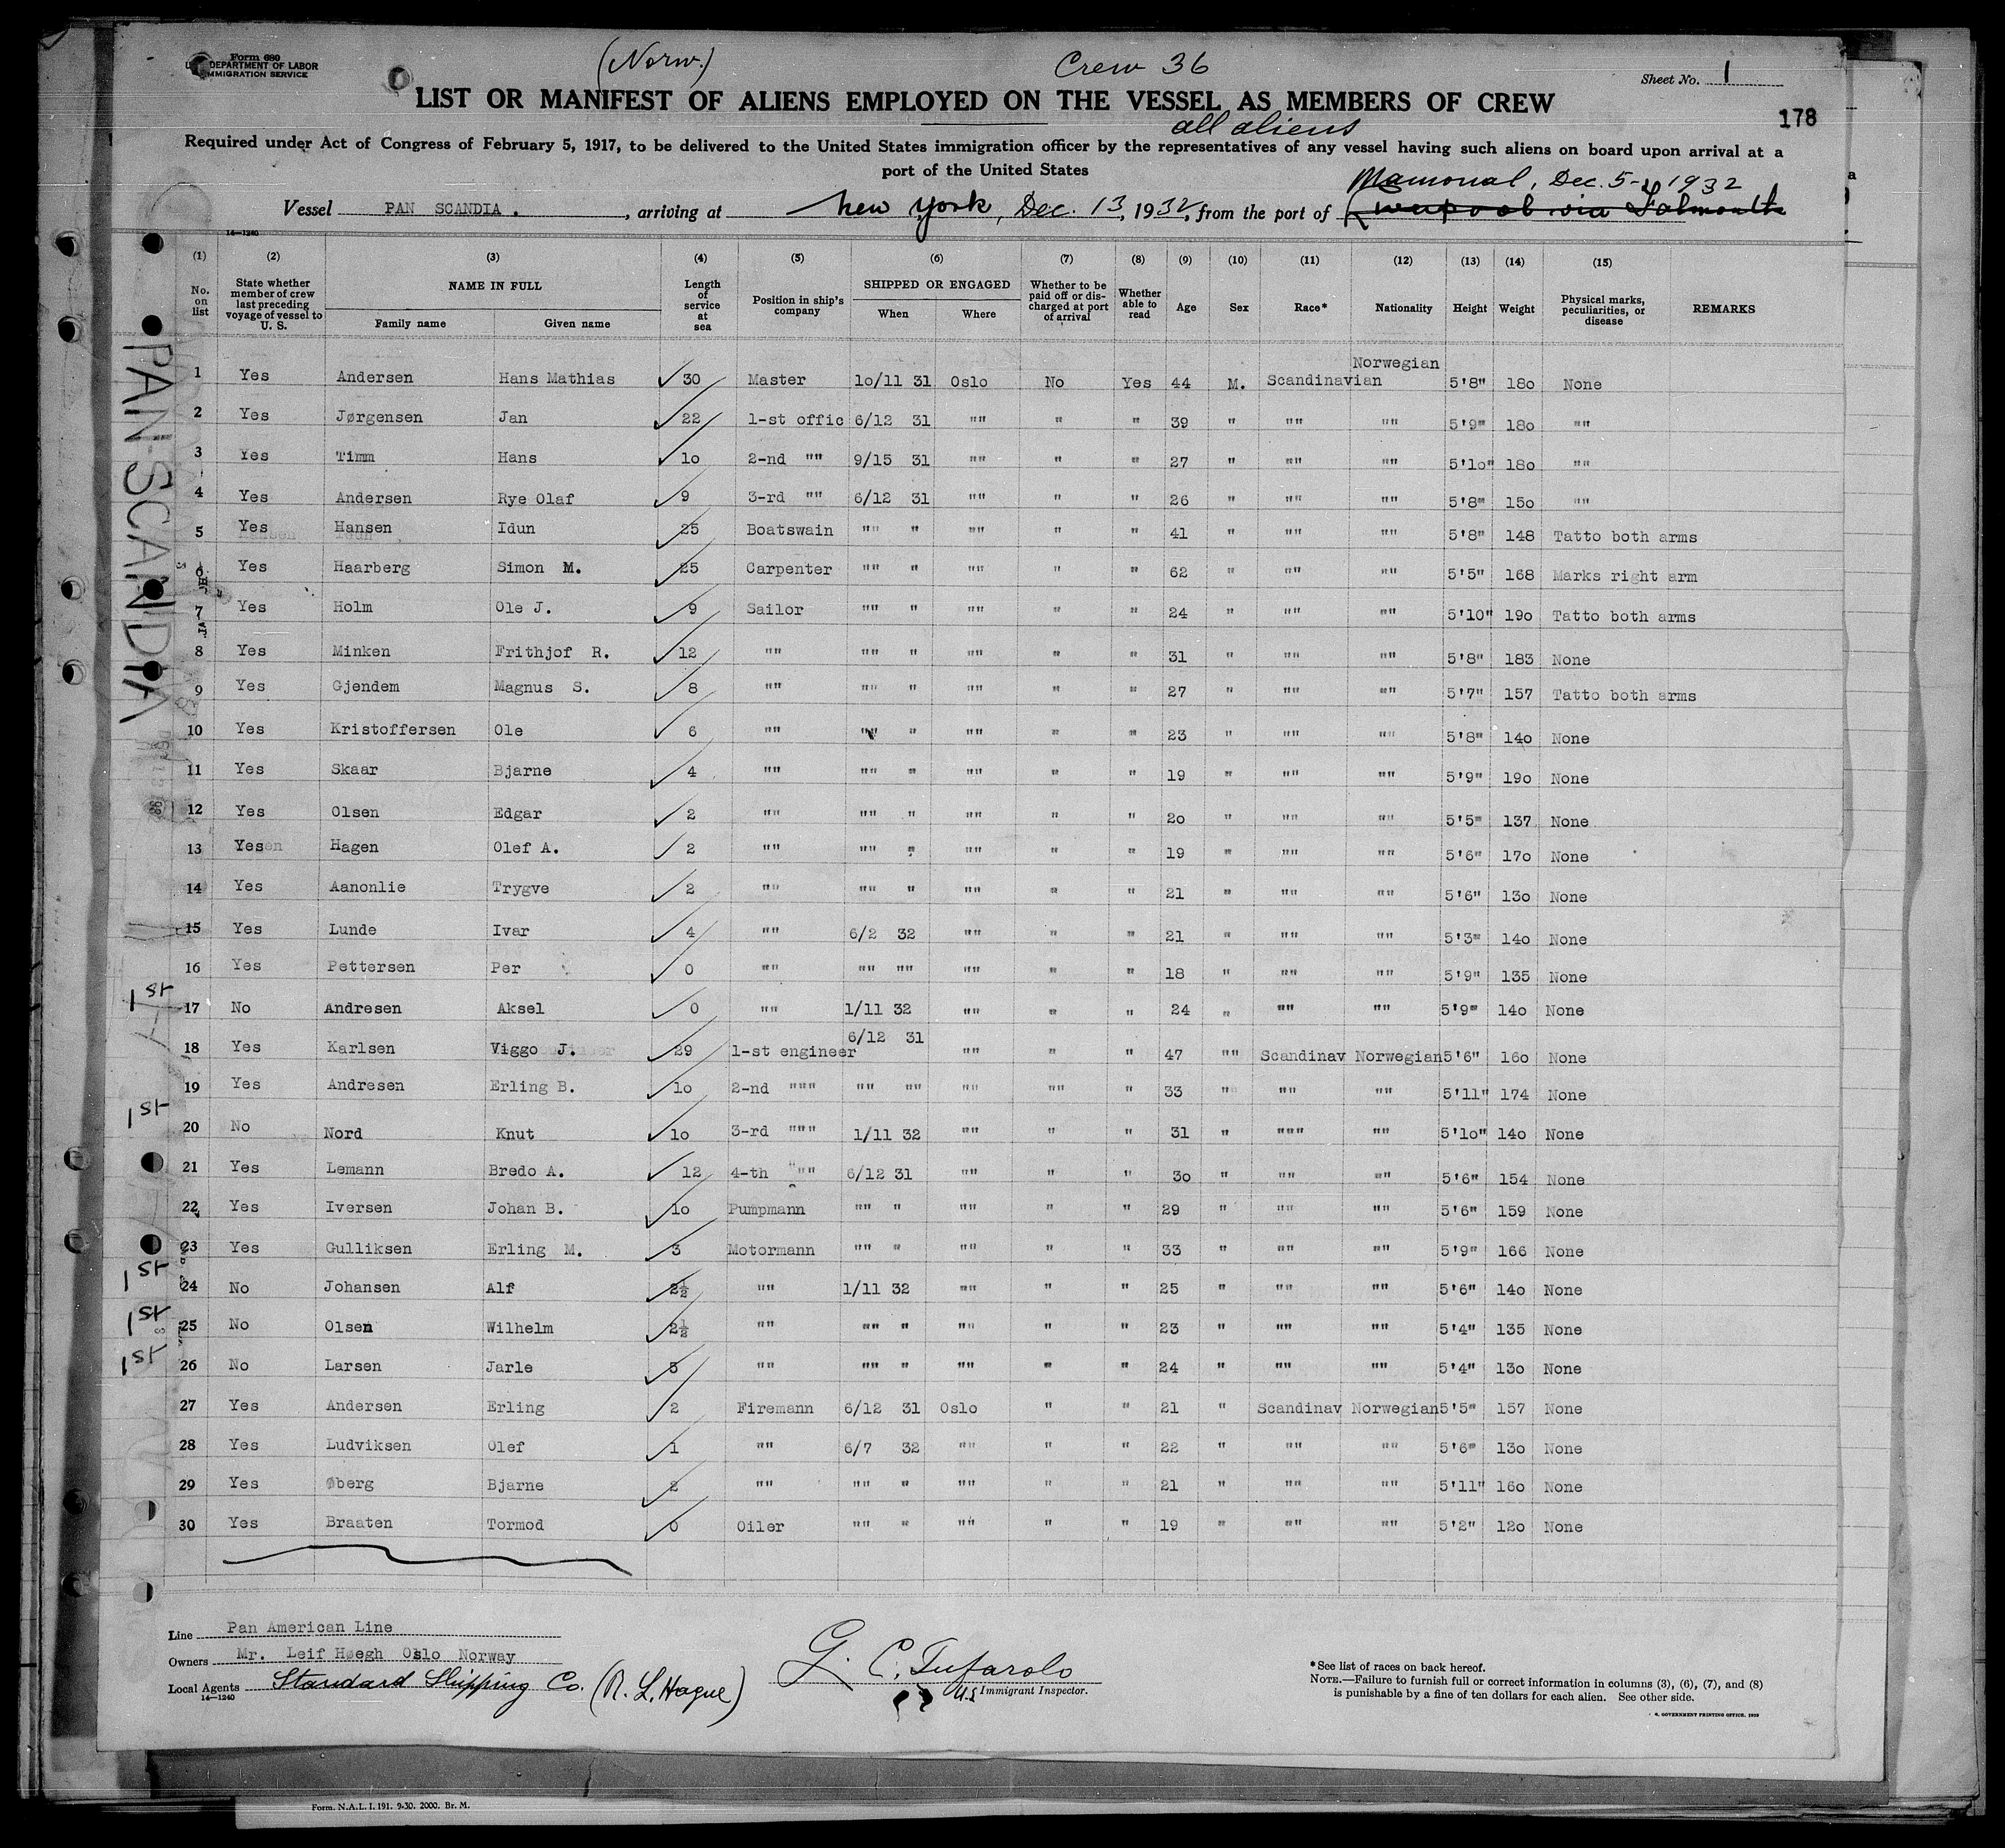 Form 680
U. S. DEPARTMENT OF LABOR
IMMIGRATION SERVICE
(Norw.)
Crew 36
Sheet No. 1
LIST OR MANIFEST OF ALIENS EMPLOYED ON THE VESSEL AS MEMBERS OF CREW
178
all aliens
Required under Act of Congress of February 5, 1917, to be delivered to the United States immigration officer by the representatives of any vessel having such aliens on board upon arrival at a
port of the United States
Mamonal, Dec. 5- 1932
Vessel PAN SCANDIA. , arriving at New York, Dec. 13, 1932, from the port of Liverpool via Falmouth
14—1240
(1) (2) (3) (4) (5) (6) (7) (8) (9) (10) (11) (12) (13) (14) (15)
No. on list State whether member of crew last preceding voyage of vessel to U. S. NAME IN FULL Family name Given name Length of service at sea Position in ship's company SHIPPED OR ENGAGED When Where Whether to be paid off or discharged at port of arrival Whether able to read Age Sex Race* Nationality Height Weight Physical marks, peculiarities, or disease REMARKS
PAN-SCANDIA
1 Yes Andersen Hans Mathias 30 Master 10/11 31 Oslo No Yes 44 M. Scandinavian Norwegian 5'8" 180 None
2 Yes Jørgensen Jan 22 1-st offic 6/12 31 "" " " 39 " "" "" 5'9" 180 ""
3 Yes Timm Hans 10 2-nd "" 9/15 31 "" " " 27 " "" "" 5'10" 180 ""
4 Yes Andersen Rye Olaf 9 3-rd "" 6/12 31 "" " " 26 " "" "" 5'8" 150 ""
5 Yes Hansen Idun 25 Boatswain "" " "" " " 41 " "" "" 5'8" 148 Tatto both arms
6 Yes Haarberg Simon M. 25 Carpenter "" " "" " " 62 " "" "" 5'5" 168 Marks right arm
7 Yes Holm Ole J. 9 Sailor "" " "" " " 24 " "" "" 5'10" 190 Tatto both arms
8 Yes Minken Frithjof R. 12 "" "" " "" " " 31 " "" "" 5'8" 183 None
9 Yes Gjendem Magnus S. 8 "" "" " "" " " 27 " "" "" 5'7" 157 Tatto both arms
10 Yes Kristoffersen Ole 6 "" "" " "" " " 23 " "" "" 5'8" 140 None
11 Yes Skaar Bjarne 4 "" "" " "" " " 19 " "" "" 5'9" 190 None
12 Yes Olsen Edgar 2 "" "" " "" " " 20 " "" "" 5'5" 137 None
13 Yes Hagen Olef A. 2 "" "" " "" " " 19 " "" "" 5'6" 170 None
14 Yes Aanonlie Trygve 2 "" "" " "" " " 21 " "" "" 5'6" 130 None
15 Yes Lunde Ivar 4 "" 6/2 32 "" " " 21 " "" "" 5'3" 140 None
16 Yes Pettersen Per 0 "" "" "" "" " " 18 " "" "" 5'9" 135 None
1st 17 No Andresen Aksel 0 "" 1/11 32 "" " " 24 " "" "" 5'9" 140 None
18 Yes Karlsen Viggo J. 29 1-st engineer 6/12 31 "" " " 47 "" Scandinav Norwegian 5'6" 160 None
19 Yes Andresen Erling B. 10 2-nd """ "" "" "" "" " 33 " "" "" 5'11" 174 None
1st 20 No Nord Knut 10 3-rd """ 1/11 32 "" " " 31 " """ "" 5'10" 140 None
21 Yes Lemann Bredo A. 12 4-th """ 6/12 31 "" " " 30 " "" "" 5'6" 154 None
22 Yes Iversen Johan B. 10 Pumpmann "" " "" " " 29 " "" "" 5'6" 159 None
23 Yes Gulliksen Erling M. 3 Motormann "" " "" " " 33 " "" "" 5'9" 166 None
1st 24 No Johansen Alf 2½ "" 1/11 32 "" " " 25 " "" "" 5'6" 140 None
1st 25 No Olsen Wilhelm 2½ "" "" " "" " " 23 " "" "" 5'4" 135 None
1st 26 No Larsen Jarle 5 "" "" " "" " " 24 " "" "" 5'4" 130 None
27 Yes Andersen Erling 2 Firemann 6/12 31 Oslo " " 21 " Scandinav Norwegian 5'5" 157 None
28 Yes Ludviksen Olef 1 "" 6/7 32 "" " " 22 " "" "" 5'6" 130 None
29 Yes Øberg Bjarne 2 "" "" " "" " " 21 " "" "" 5'11" 160 None
30 Yes Braaten Tormod 0 Oiler "" " "" " " 19 " "" "" 5'2" 120 None
Line Pan American Line
Owners Mr. Leif Høegh Oslo Norway
Local Agents Standard Shipping Co. (R. L. Hague)
14—1240
G. C. Tufarolo
U.S. Immigrant Inspector.
*See list of races on back hereof.
NOTE.—Failure to furnish full or correct information in columns (3), (6), (7), and (8)
is punishable by a fine of ten dollars for each alien. See other side.
U. S. GOVERNMENT PRINTING OFFICE. 1929
Form. N.A.L. I. 191. 9-30. 2000. Br. M.